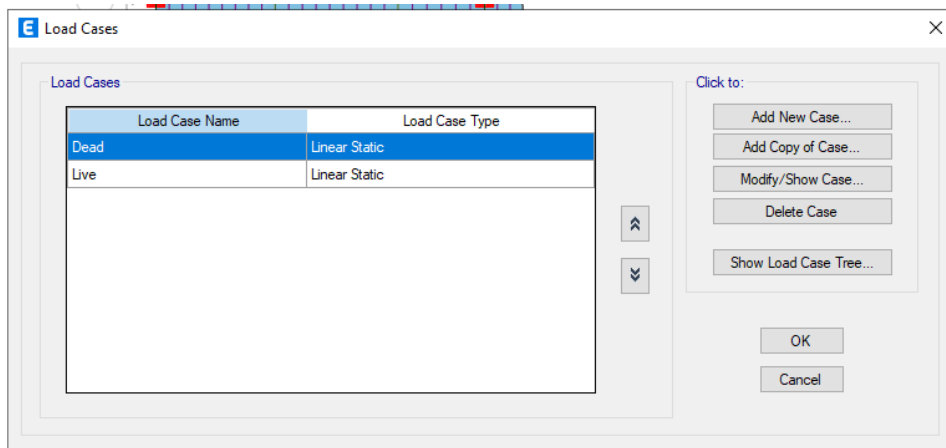 E Load Cases
Load Cases
Load Case Name Load Case Type
Dead Linear Static
Live Linear Static
Click to:
Add New Case...
Add Copy of Case...
Modify/Show Case...
Delete Case
Show Load Case Tree...
OK
Cancel